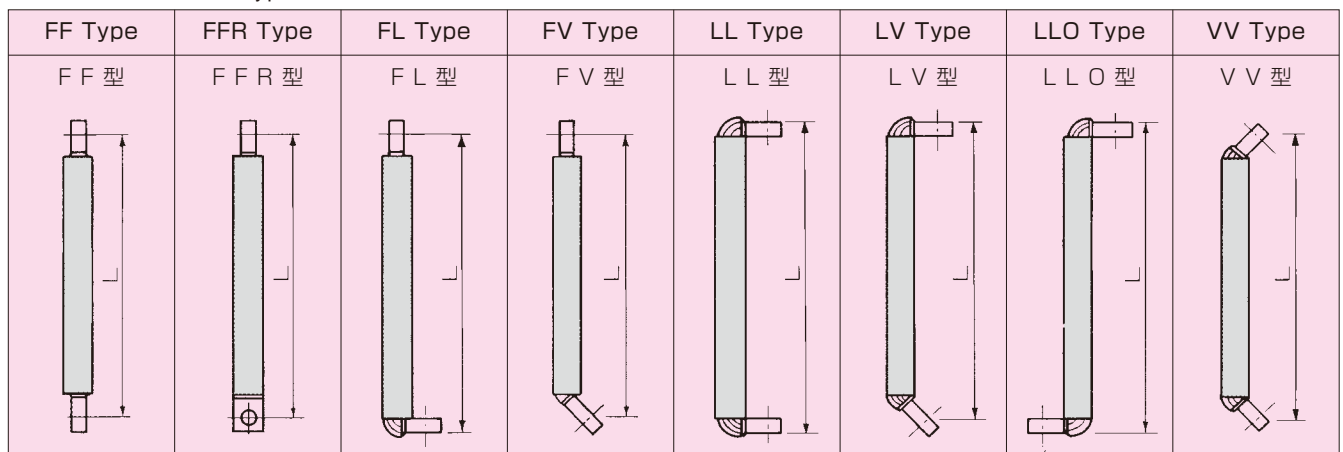 FF Type FFR Type FL Type FV Type LL Type LV Type LLO Type VV Type
ＦＦ型 ＦＦＲ型 ＦＬ型 ＦＶ型 ＬＬ型 ＬＶ型 ＬＬＯ型 ＶＶ型
L L L L L L L L